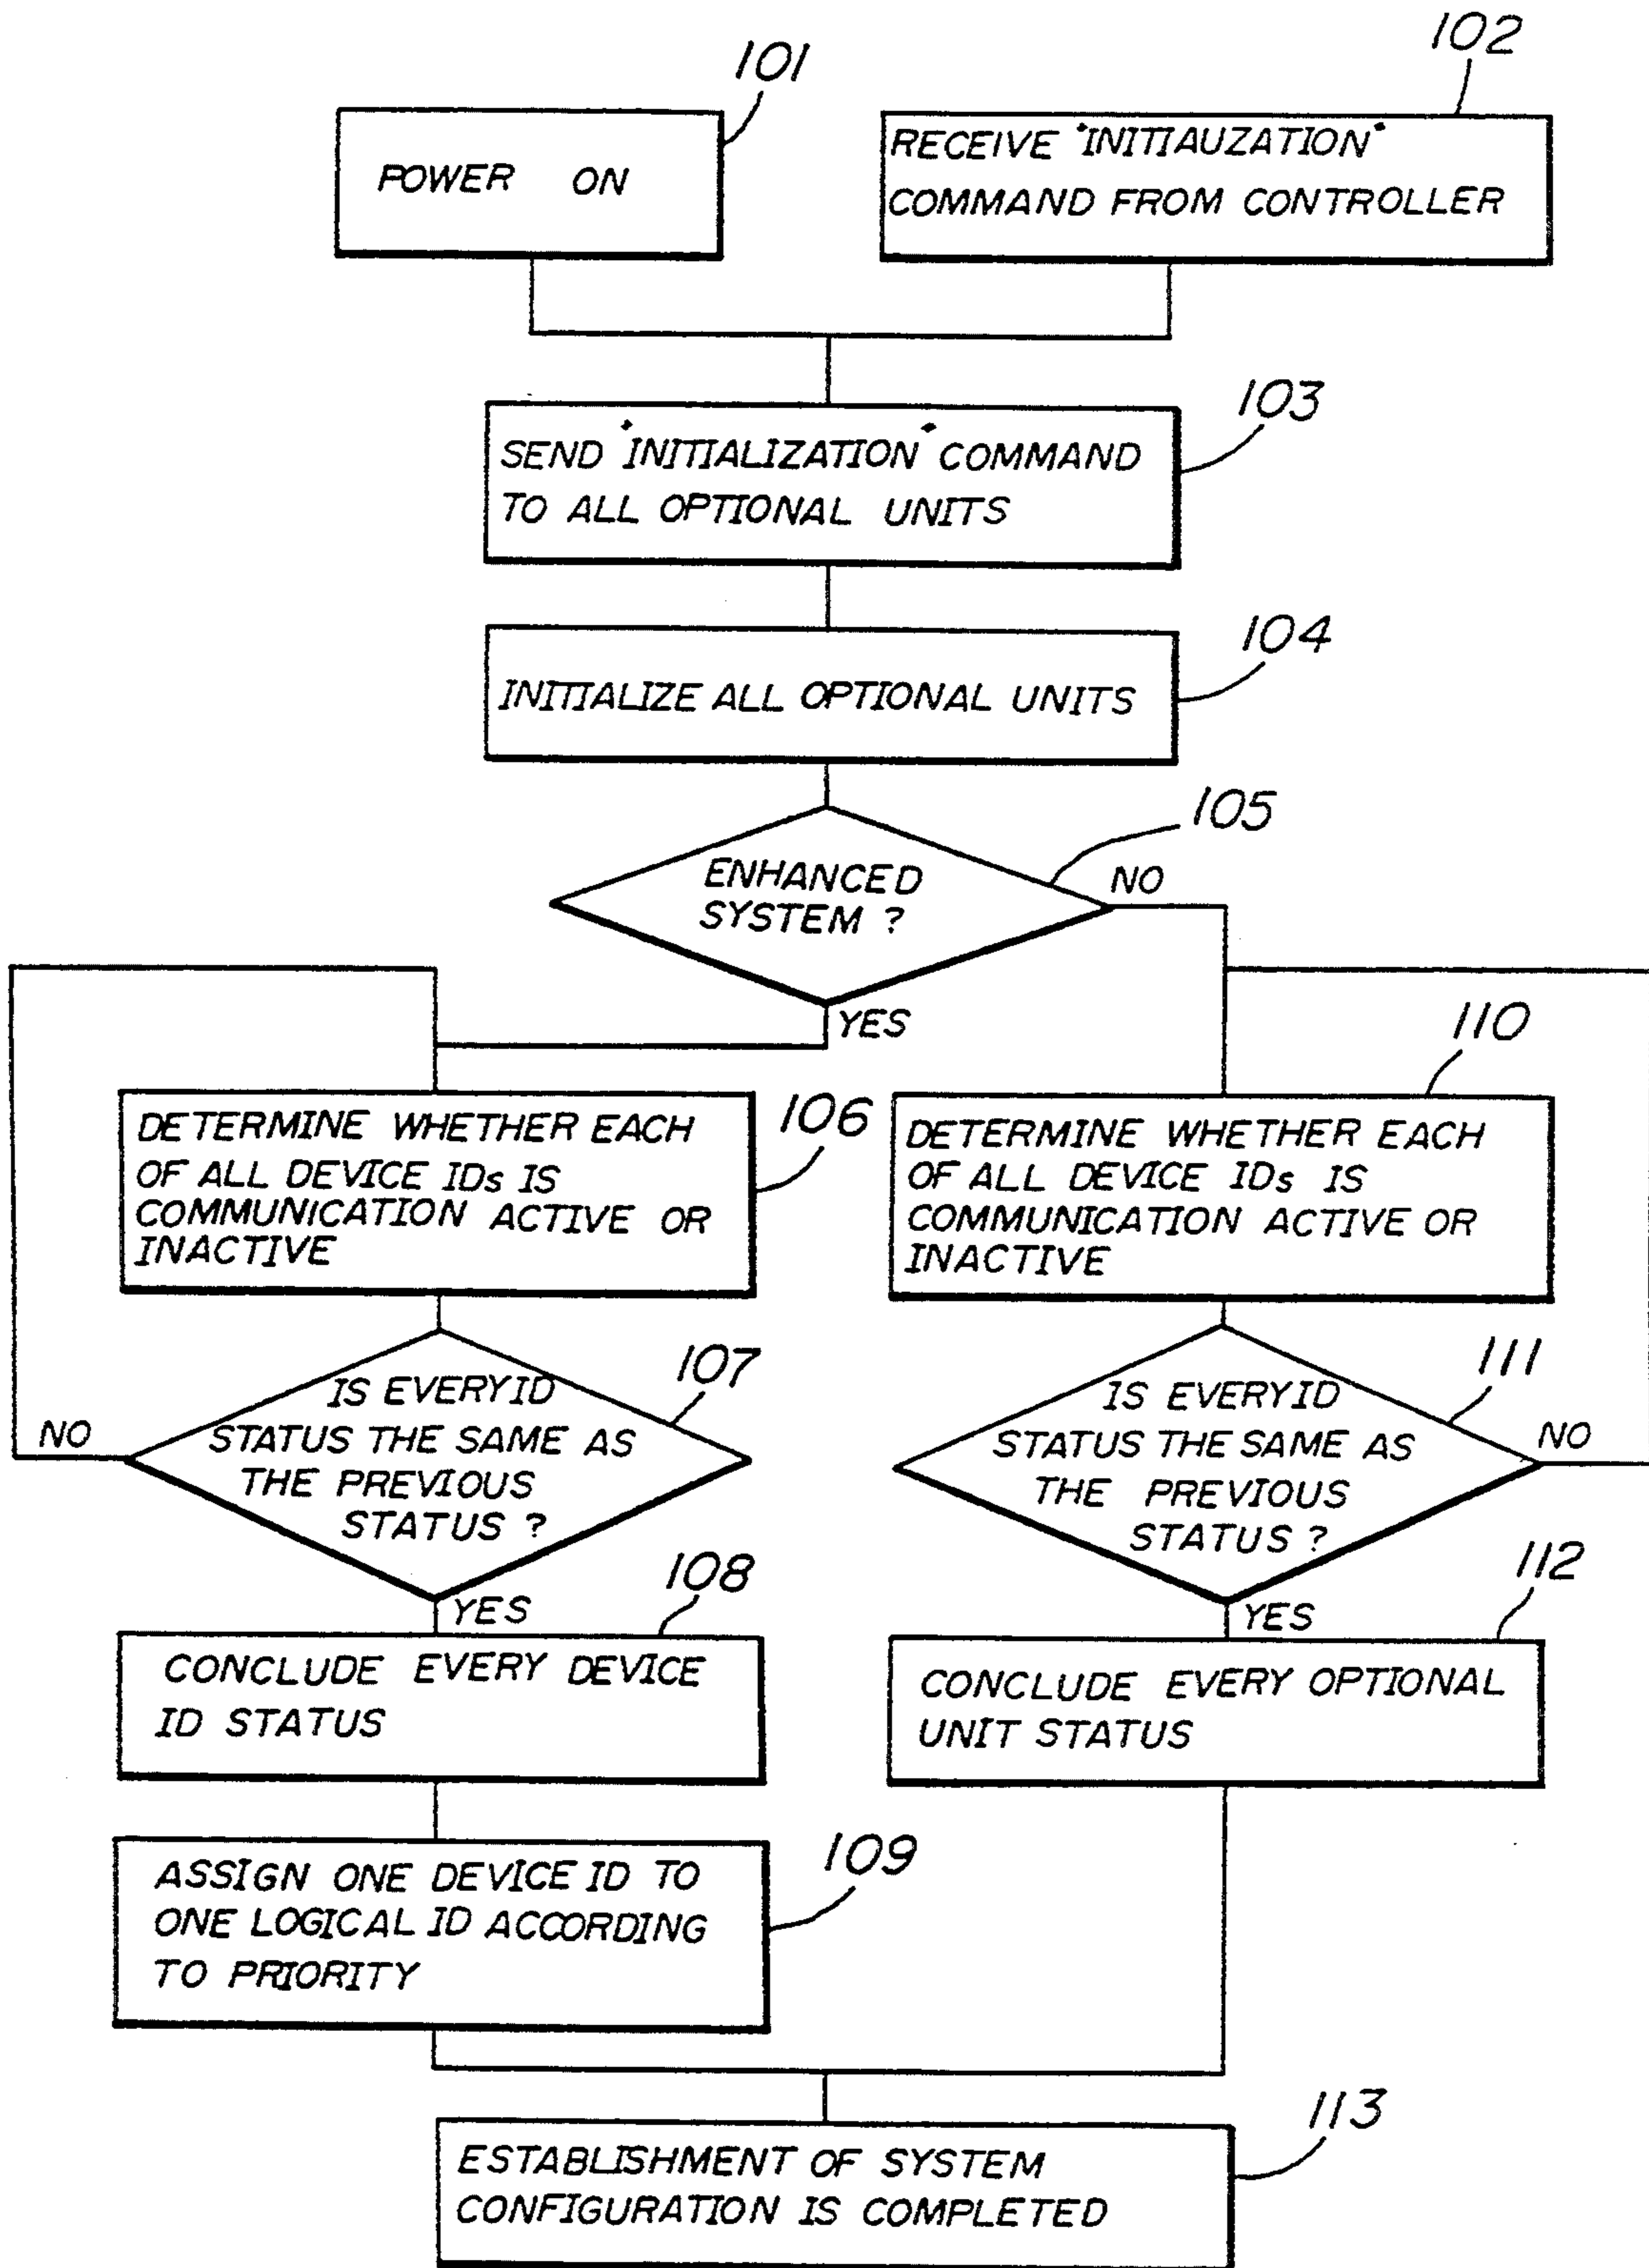 101
102
POWER ON
RECEIVE "INITIAUZATION"
COMMAND FROM CONTROLLER
103
SEND "INITIALIZATION" COMMAND
TO ALL OPTIONAL UNITS
104
INITIALIZE ALL OPTIONAL UNITS
105
ENHANCED
SYSTEM ?
NO
YES
106
DETERMINE WHETHER EACH
OF ALL DEVICE IDs IS
COMMUNICATION ACTIVE OR
INACTIVE
110
DETERMINE WHETHER EACH
OF ALL DEVICE IDs IS
COMMUNICATION ACTIVE OR
INACTIVE
107
IS EVERY ID
STATUS THE SAME AS
THE PREVIOUS
STATUS ?
NO
YES
111
IS EVERY ID
STATUS THE SAME AS
THE PREVIOUS
STATUS ?
NO
YES
108
CONCLUDE EVERY DEVICE
ID STATUS
112
CONCLUDE EVERY OPTIONAL
UNIT STATUS
109
ASSIGN ONE DEVICE ID TO
ONE LOGICAL ID ACCORDING
TO PRIORITY
113
ESTABLISHMENT OF SYSTEM
CONFIGURATION IS COMPLETED